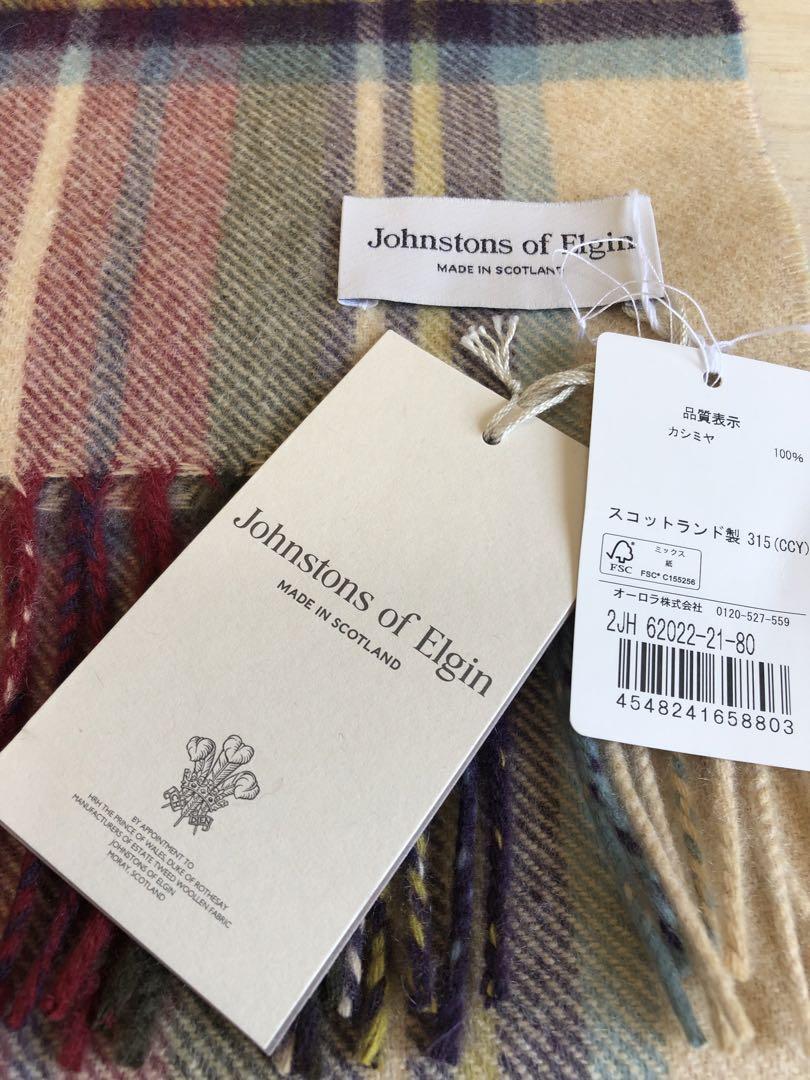 Johnstons of Elgin
MADE IN SCOTLAND
品質表示
カシミヤ 100%
スコットランド製 315(CCY)
FSC
ミックス
紙
FSC® C155256
オーロラ株式会社 0120-527-559
2JH 62022-21-80
4548241658803
Johnstons of Elgin
MADE IN SCOTLAND
BY APPOINTMENT TO
HRH THE PRINCE OF WALES, DUKE OF ROTHESAY
MANUFACTURERS OF ESTATE TWEED WOOLLEN FABRIC
JOHNSTONS OF ELGIN
MORAY, SCOTLAND